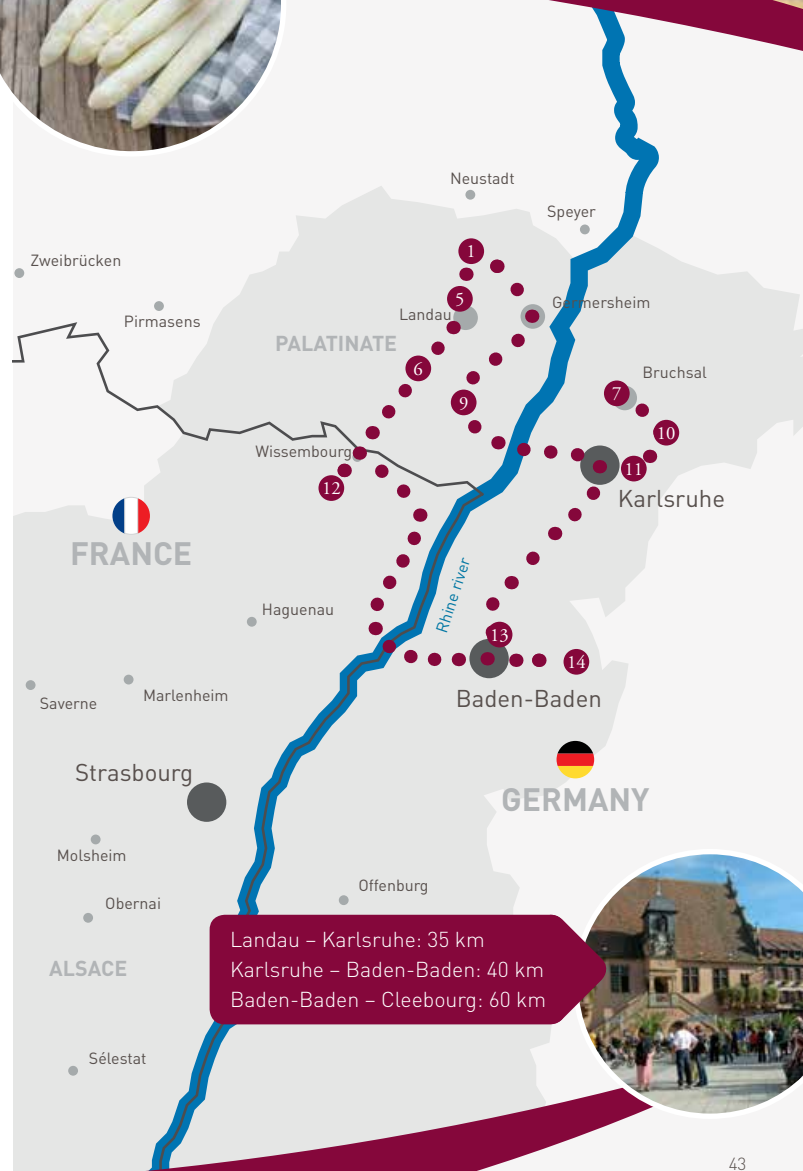 Neustadt
Speyer
Zweibrücken
1
Pirmasens
5
Landau
Germersheim
PALATINATE
6
Bruchsal
7
9
10
Wissembourg
11
12
Karlsruhe
FRANCE
Rhine river
Haguenau
13
14
Saverne
Marlenheim
Baden-Baden
Strasbourg
GERMANY
Molsheim
Obernai
Offenburg
Landau – Karlsruhe: 35 km
Karlsruhe – Baden-Baden: 40 km
Baden-Baden – Cleebourg: 60 km
ALSACE
Sélestat
43